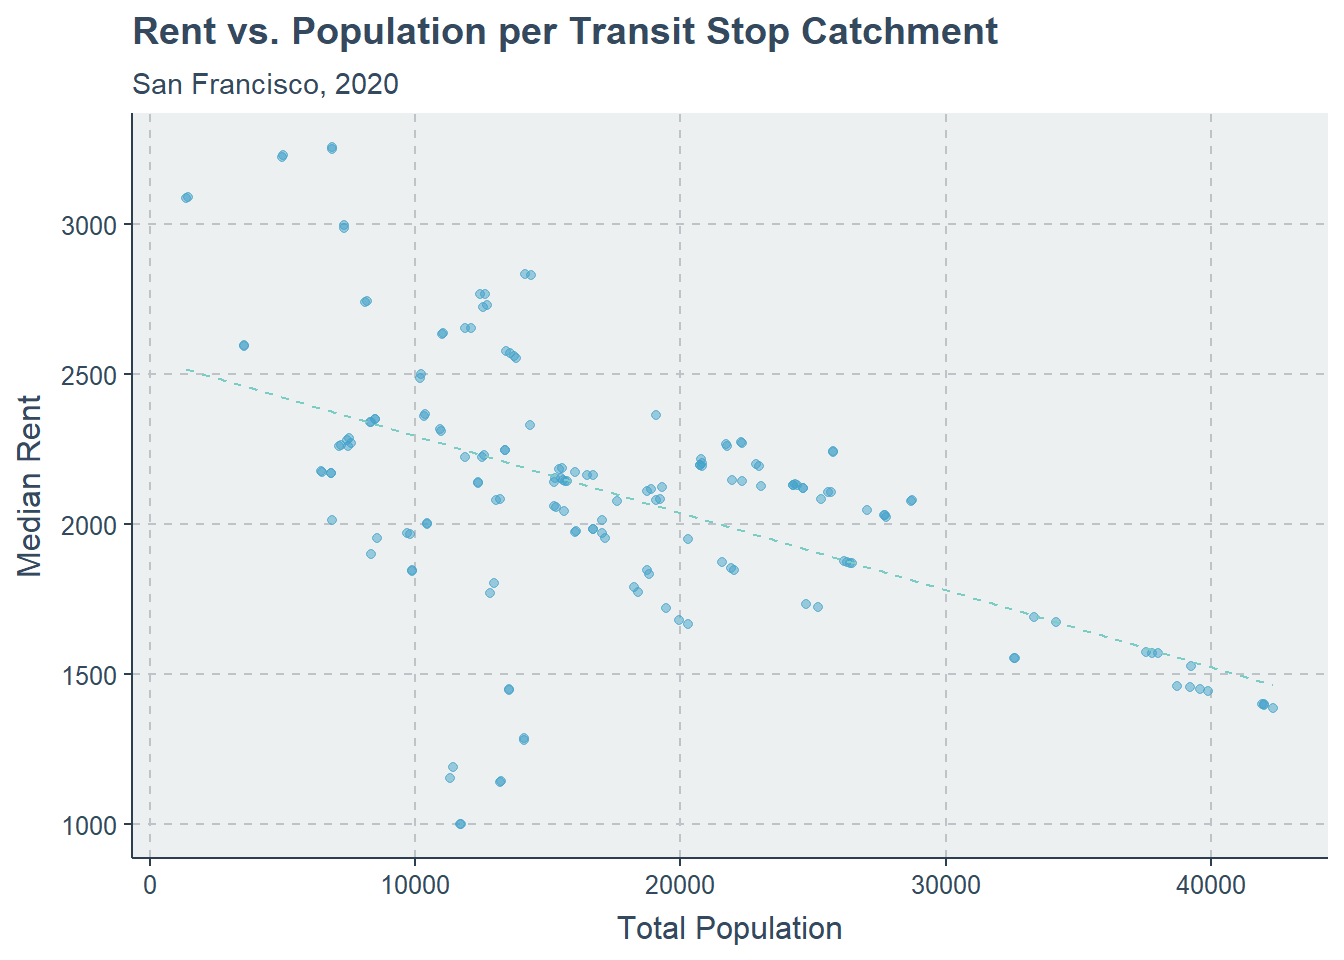 Rent vs. Population per Transit Stop Catchment
San Francisco, 2020
Median Rent
3000
2500
2000
1500
1000
0 10000 20000 30000 40000
Total Population